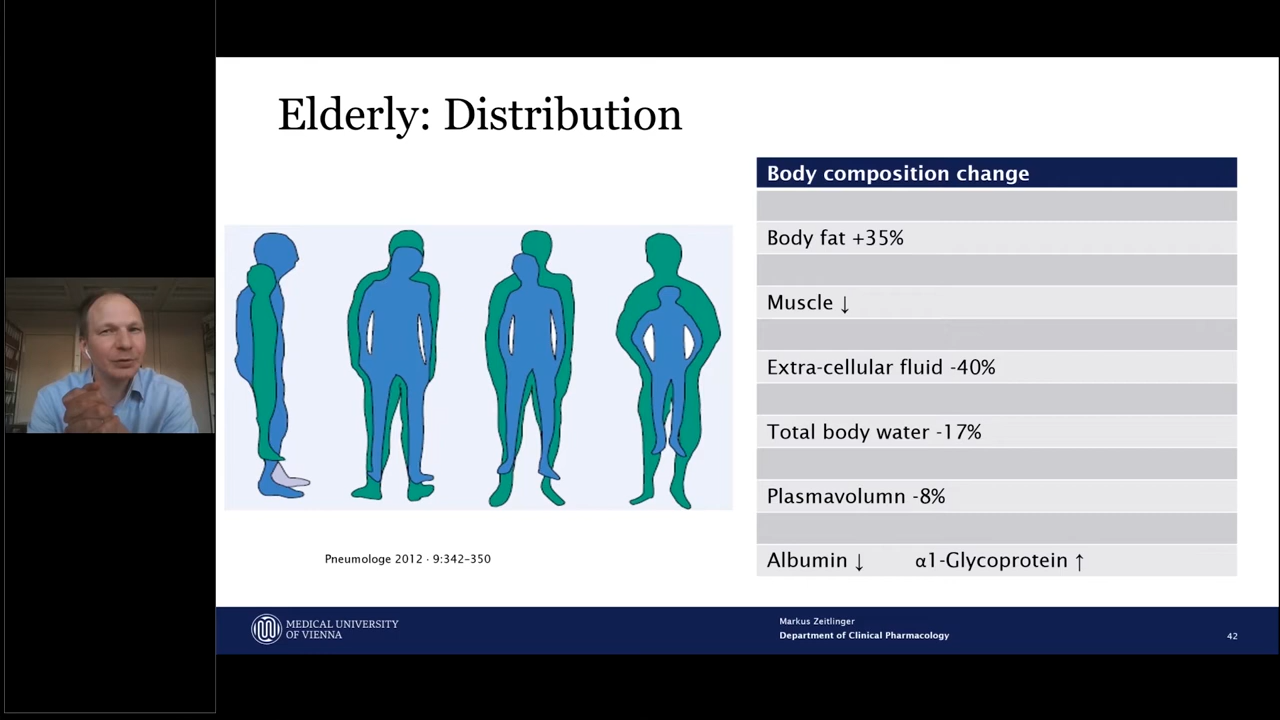 Elderly: Distribution
Body composition change
Body fat +35%
Muscle ↓
Extra-cellular fluid -40%
Total body water -17%
Plasmavolumn -8%
Albumin ↓ α1-Glycoprotein ↑
Pneumologe 2012 · 9:342–350
MEDICAL UNIVERSITY
OF VIENNA
Markus Zeitlinger
Department of Clinical Pharmacology
42